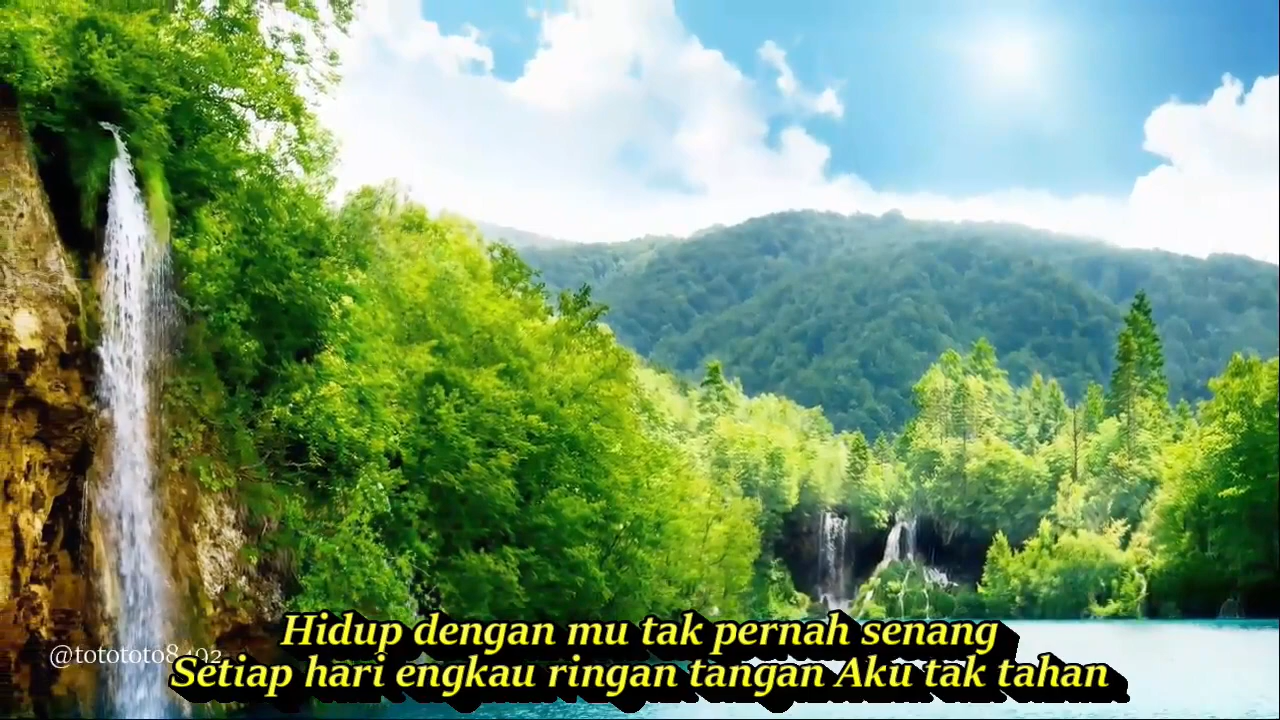 Hidup dengan mu tak pernah senang
Setiap hari engkau ringan tangan Aku tak tahan